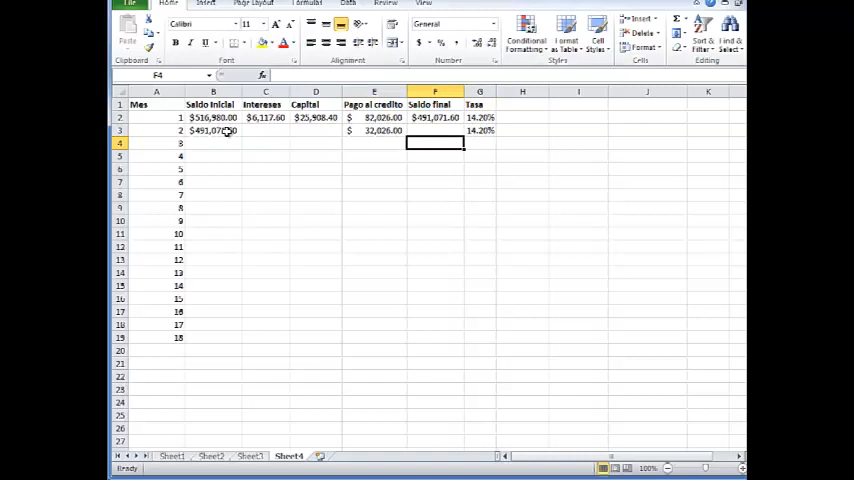 File Home Insert Page Layout Formulas Data Review View
Calibri 11 A A General Σ
Insert
Delete
Format
Paste B I U $ % , Conditional Formatting Format as Table Cell Styles Sort & Filter Find & Select
Clipboard Font Alignment Number Styles Cells Editing
F4 fx
A B C D E F G H I J K
1 Mes Saldo Inicial Intereses Capital Pago al credito Saldo final Tasa
2 1 $516,980.00 $6,117.60 $25,908.40 $ 32,026.00 $491,071.60 14.20%
3 2 $491,071.60 $ 32,026.00 14.20%
4 3
5 4
6 5
7 6
8 7
9 8
10 9
11 10
12 11
13 12
14 13
15 14
16 15
17 16
18 17
19 18
20
21
22
23
24
25
26
27
Sheet1 Sheet2 Sheet3 Sheet4
Ready 100%